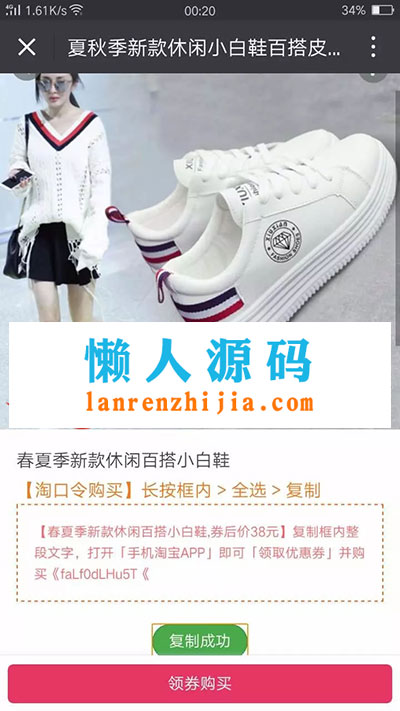 1.61K/s
00:20
34%
夏秋季新款休闲小白鞋百搭皮...
懒人源码
lanrenzhijia.com
春夏季新款休闲百搭小白鞋
【淘口令购买】长按框内 > 全选 > 复制
【春夏季新款休闲百搭小白鞋,券后价38元】复制框内整
段文字，打开「手机淘宝APP」即可「领取优惠券」并购
买《faLf0dLHu5T《
复制成功
领券购买